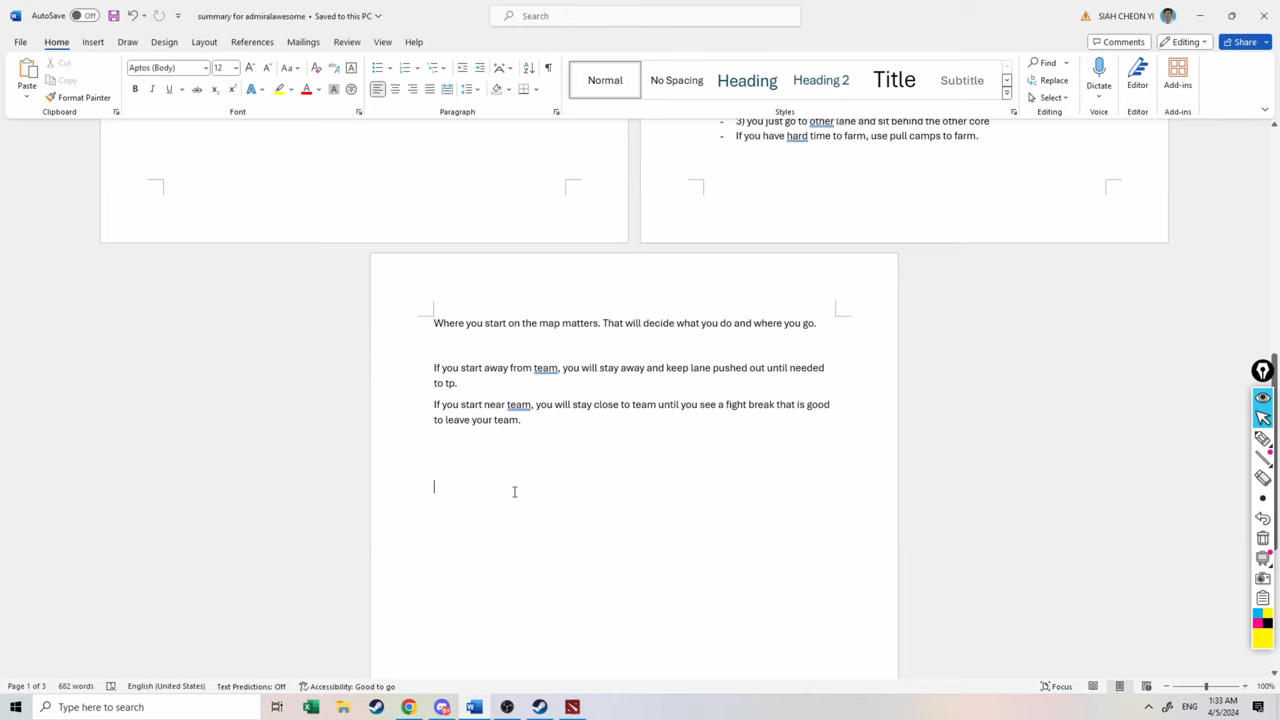 AutoSave Off summary for admiralawesome • Saved to this PC Search SIAH CHEON YI
File Home Insert Draw Design Layout References Mailings Review View Help Comments Editing Share
Paste Cut Copy Format Painter Clipboard
Aptos (Body) 12 Font
Paragraph
Normal No Spacing Heading Heading 2 Title Subtitle Styles
Find Replace Select Editing
Dictate Voice
Editor Editor
Add-ins Add-ins
- 3) you just go to other lane and sit behind the other core
- If you have hard time to farm, use pull camps to farm.
Where you start on the map matters. That will decide what you do and where you go.
If you start away from team, you will stay away and keep lane pushed out until needed
to tp.
If you start near team, you will stay close to team until you see a fight break that is good
to leave your team.
Page 1 of 3 682 words English (United States) Text Predictions: Off Accessibility: Good to go Focus 100%
Type here to search ENG 1:33 AM
4/5/2024